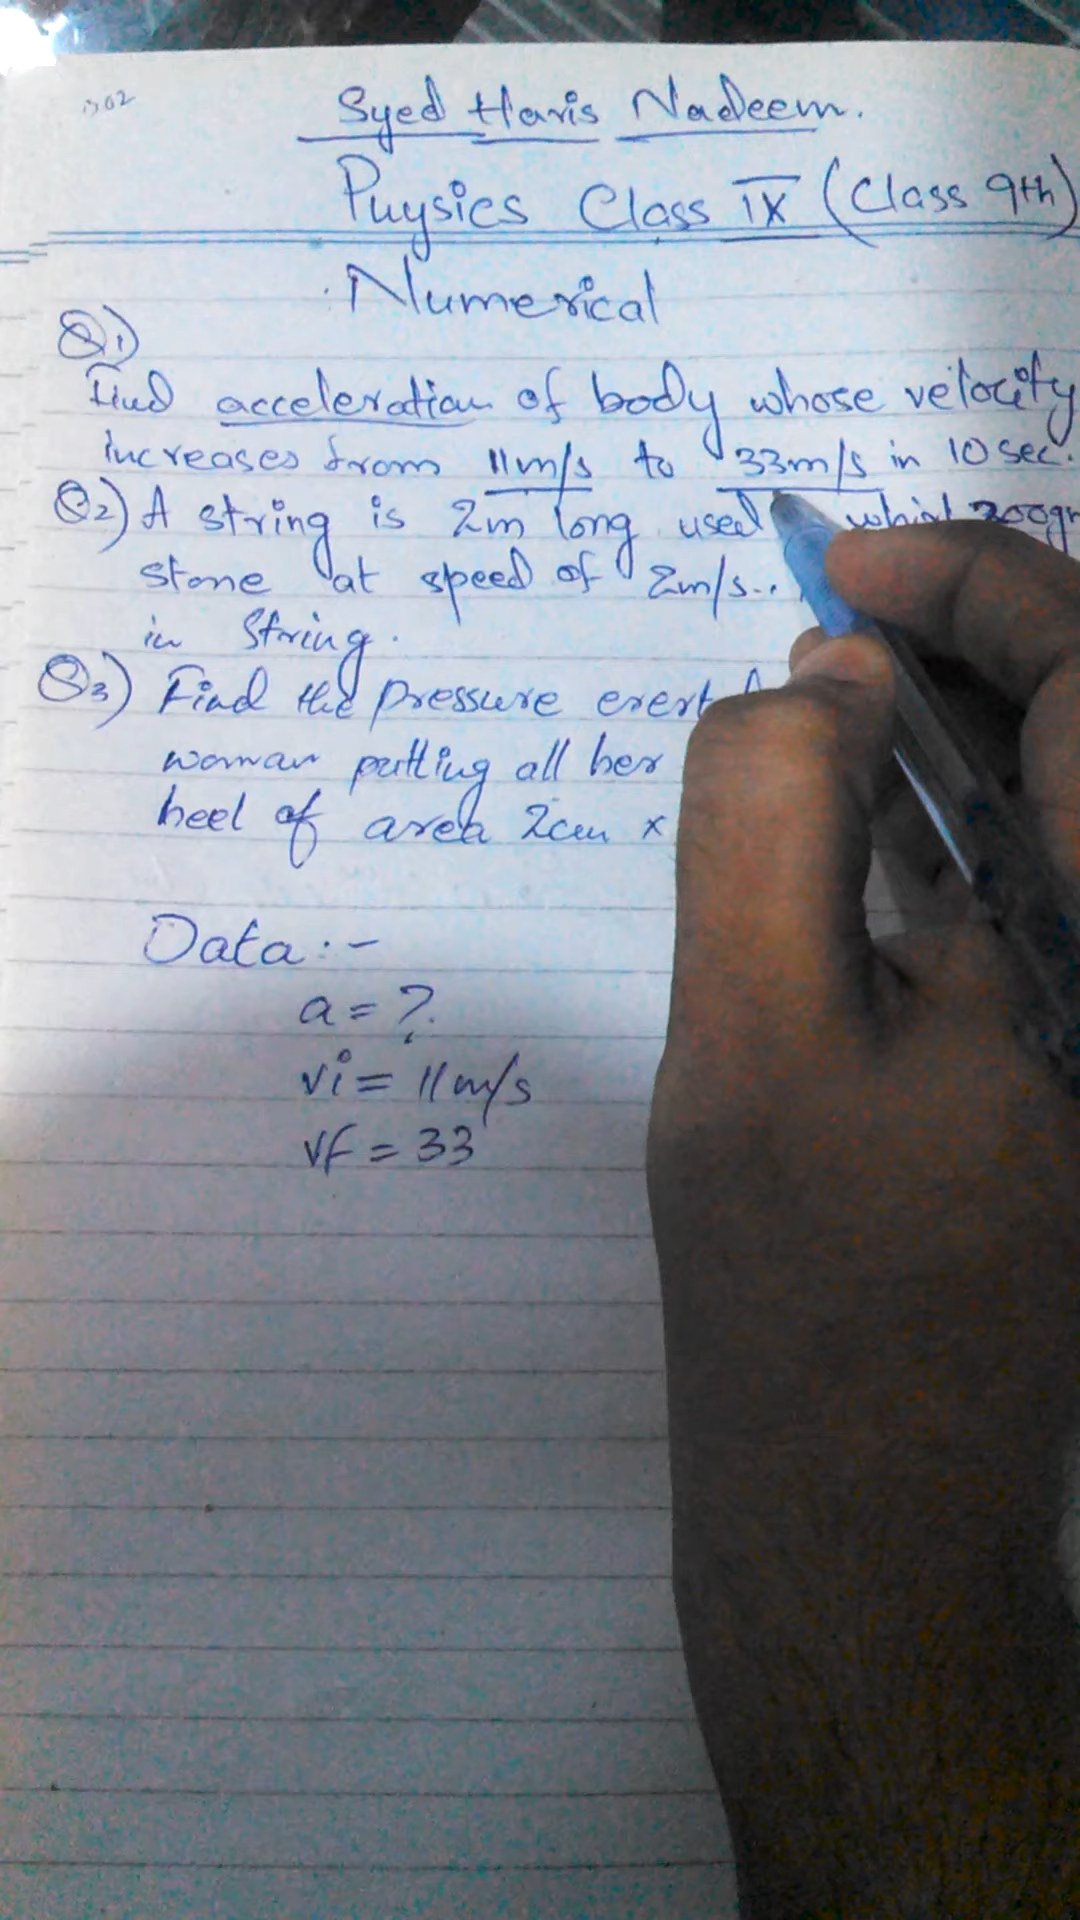 Syed Haris Nadeem.
Physics Class IX (Class 9th)
Numerical
Q1)
Find acceleration of body whose velocity
increases from 11m/s to 33m/s in 10 sec.
Q2) A string is 2m long used whirl 200gr
stone at speed of 2m/s..
in String.
Q3) Find the pressure exert
woman putting all her
heel of area 2cm x
Data :-
a = ?.
vi = 11m/s
vf = 33